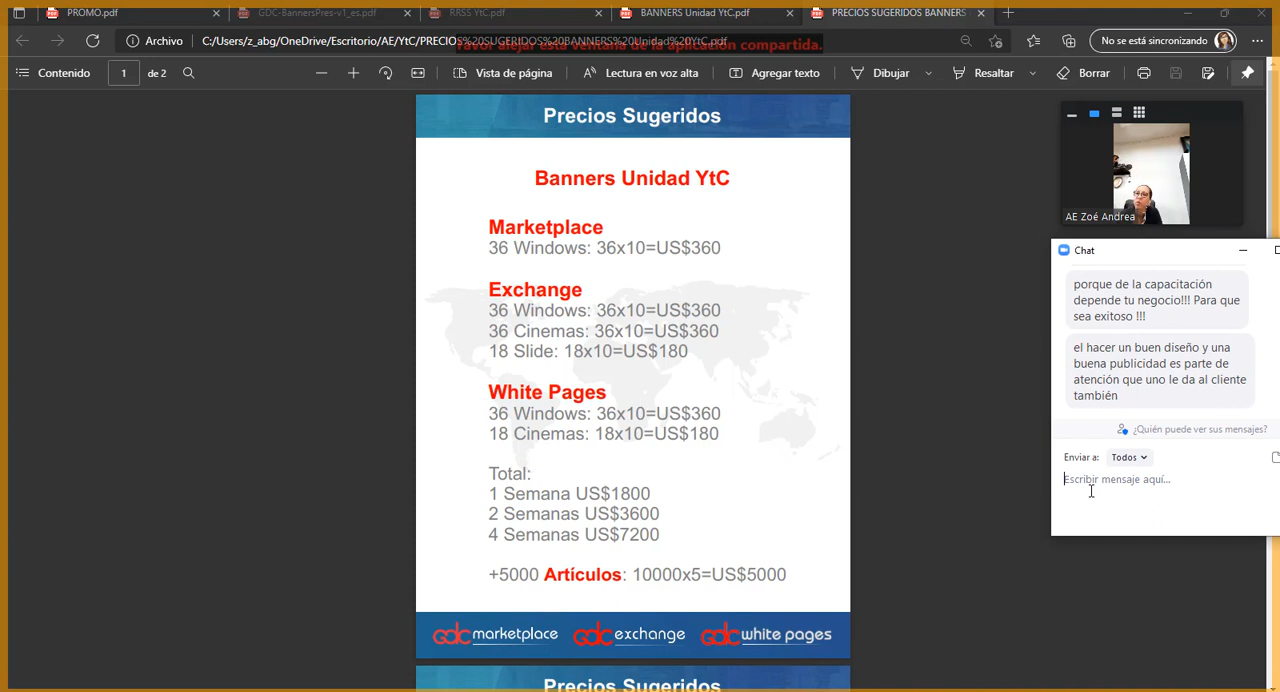 PROMO.pdf
GDC-BannersPres-v1_es.pdf
RRSS YtC.pdf
BANNERS Unidad YtC.pdf
PRECIOS SUGERIDOS BANNERS
Archivo
C:/Users/z_abg/OneDrive/Escritorio/AE/YtC/PRECIOS%20SUGERIDOS%20BANNERS%20Unidad%20YtC.pdf
Favor alejar esta ventana de la aplicación compartida.
No se está sincronizando
Contenido
1
de 2
Vista de página
Lectura en voz alta
Agregar texto
Dibujar
Resaltar
Borrar
Precios Sugeridos
Banners Unidad YtC
Marketplace
36 Windows: 36x10=US$360
Exchange
36 Windows: 36x10=US$360
36 Cinemas: 36x10=US$360
18 Slide: 18x10=US$180
White Pages
36 Windows: 36x10=US$360
18 Cinemas: 18x10=US$180
Total:
1 Semana US$1800
2 Semanas US$3600
4 Semanas US$7200
+5000 Artículos: 10000x5=US$5000
gdc marketplace
gdc exchange
gdc white pages
Precios Sugeridos
AE Zoé Andrea
Chat
porque de la capacitación
depende tu negocio!!! Para que
sea exitoso !!!
el hacer un buen diseño y una
buena publicidad es parte de
atención que uno le da al cliente
también
¿Quién puede ver sus mensajes?
Enviar a:
Todos
Escribir mensaje aquí...